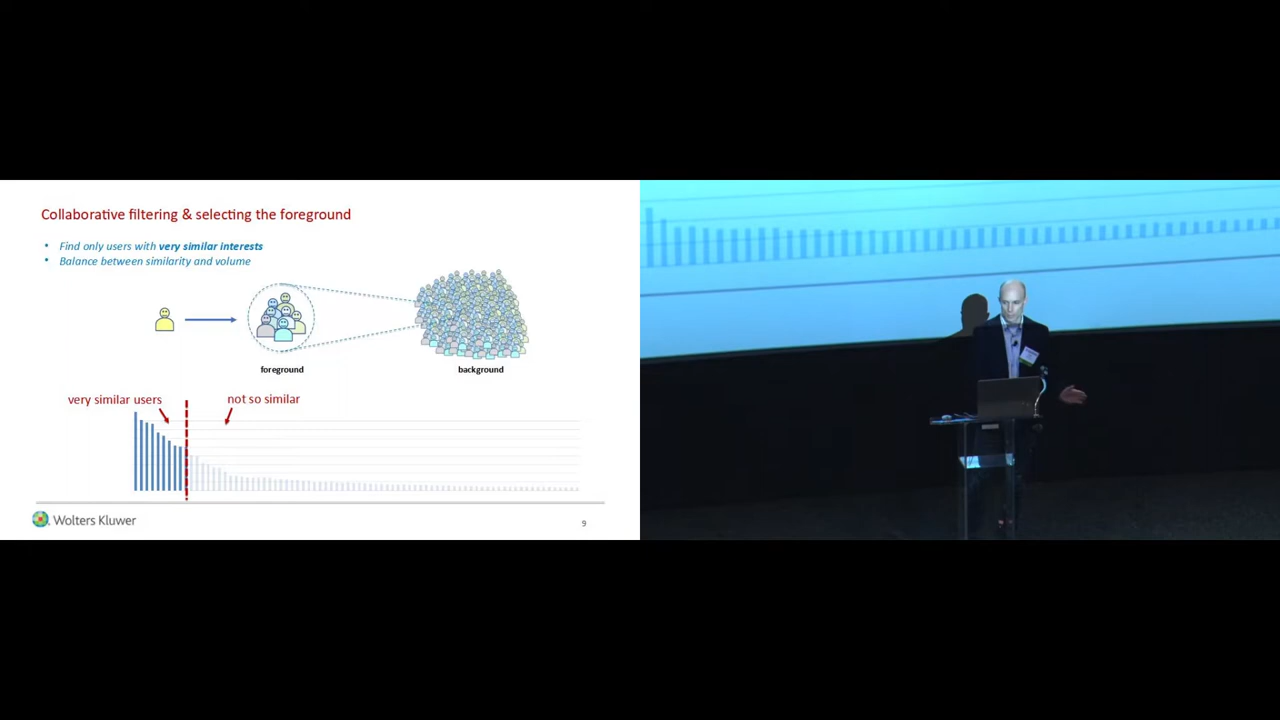 Collaborative filtering & selecting the foreground
• Find only users with very similar interests
• Balance between similarity and volume
foreground
background
very similar users
not so similar
Wolters Kluwer
9